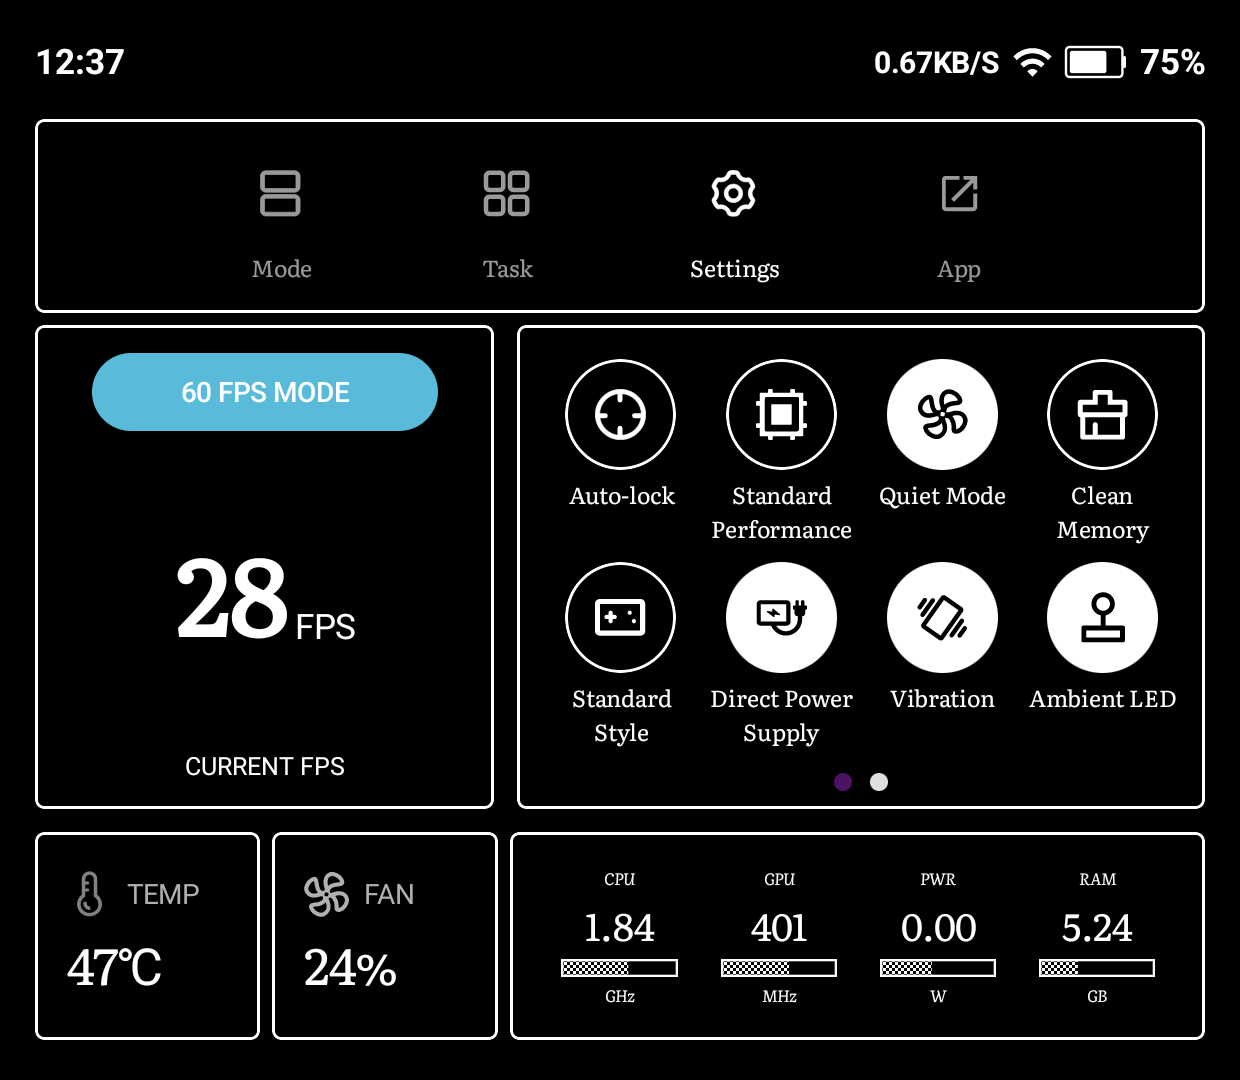 12:37
0.67KB/S 75%
Mode Task Settings App
60 FPS MODE
28 FPS
CURRENT FPS
Auto-lock
Standard
Performance
Quiet Mode
Clean
Memory
Standard
Style
Direct Power
Supply
Vibration
Ambient LED
TEMP
47℃
FAN
24%
CPU
1.84
GHz
GPU
401
MHz
PWR
0.00
W
RAM
5.24
GB